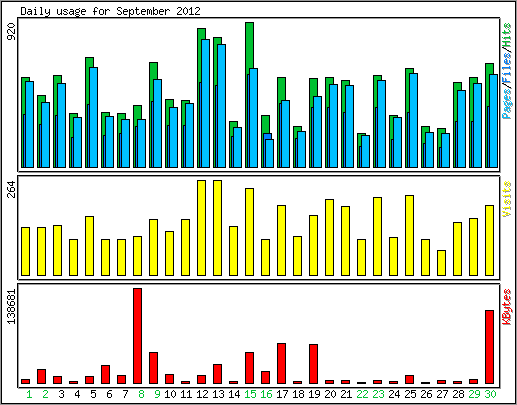 Daily usage for September 2012
920
Pages/Files/Hits
264
Visits
138681
KBytes
1 2 3 4 5 6 7 8 9 10 11 12 13 14 15 16 17 18 19 20 21 22 23 24 25 26 27 28 29 30